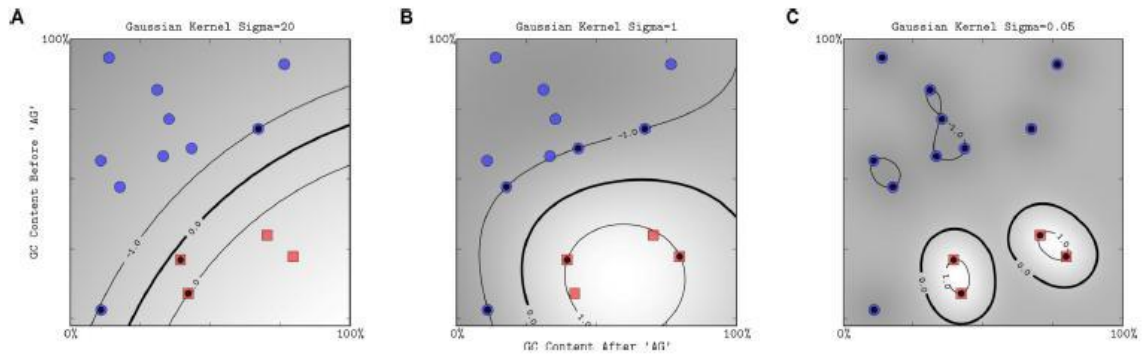 A
Gaussian Kernel Sigma=20
B
Gaussian Kernel Sigma=1
C
Gaussian Kernel Sigma=0.05
100%
100%
100%
GC Content Before 'AG'
-1.0
0.0
0
-1.0
0.0
1.0
1.0
1.0
0.0
1.0
0.0
0%
100%
0%
100%
0%
100%
GC Content After 'AG'